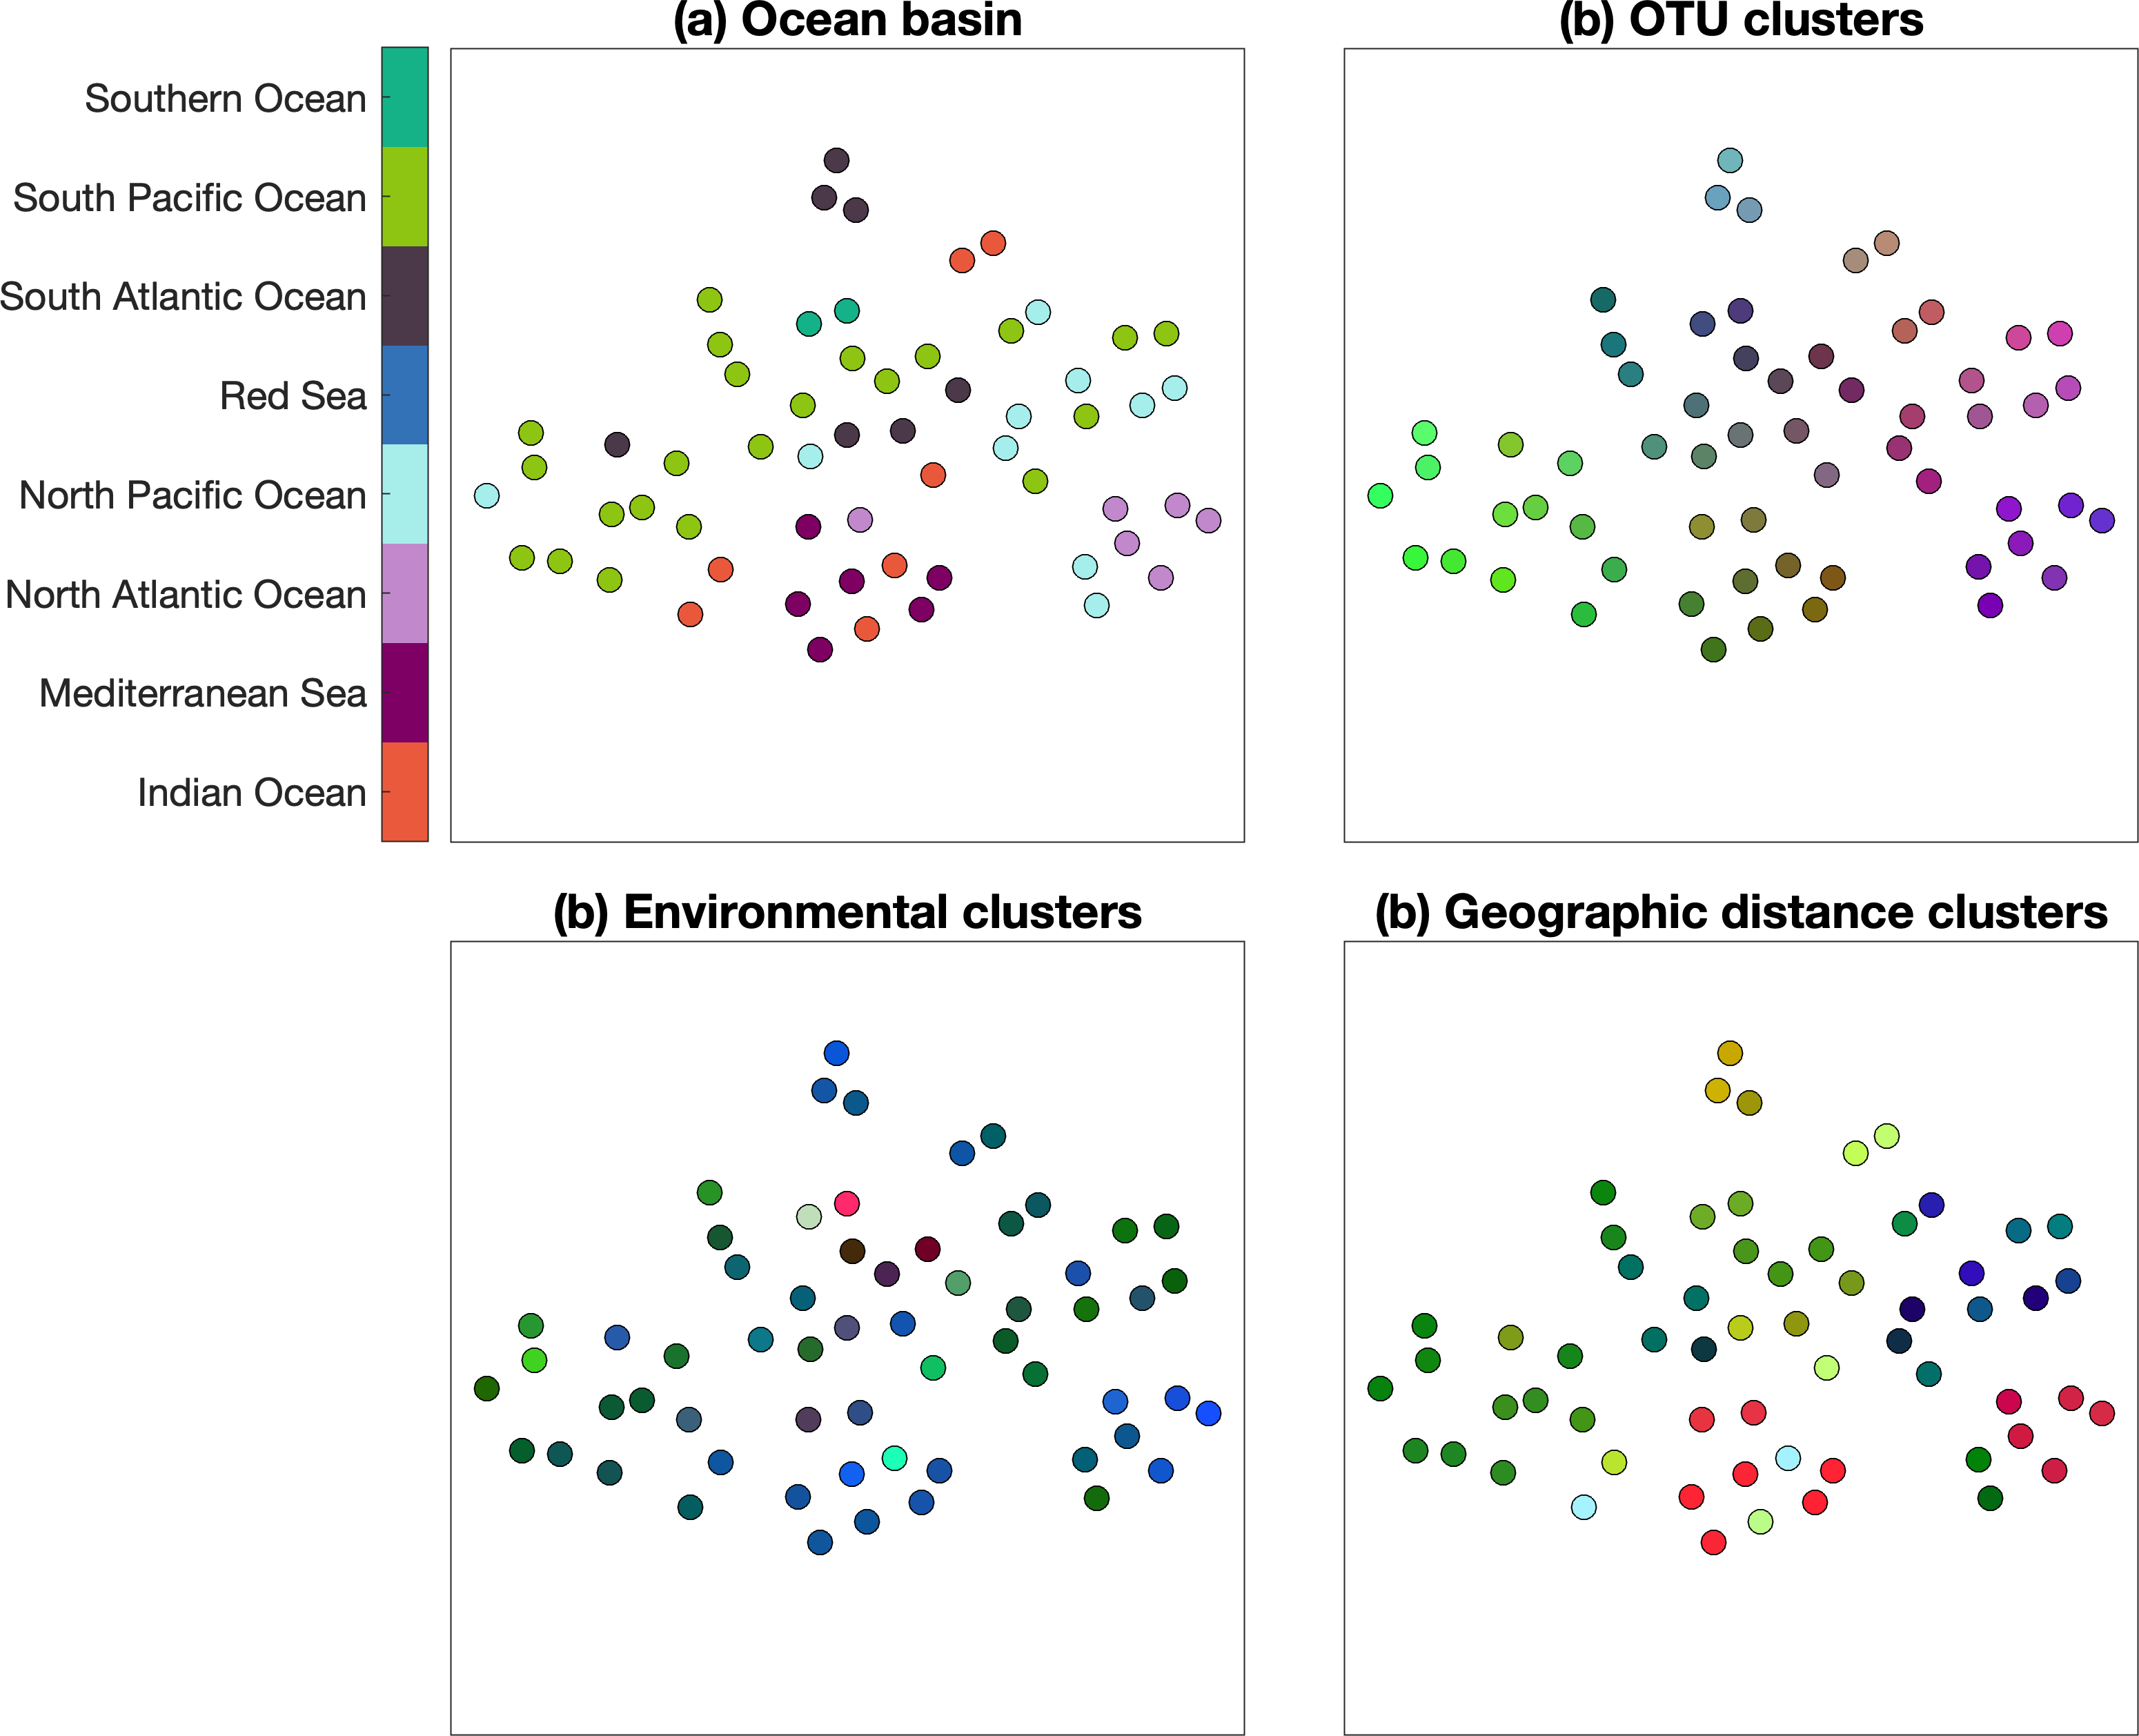 (a) Ocean basin
(b) OTU clusters
Southern Ocean
South Pacific Ocean
South Atlantic Ocean
Red Sea
North Pacific Ocean
North Atlantic Ocean
Mediterranean Sea
Indian Ocean
(b) Environmental clusters
(b) Geographic distance clusters